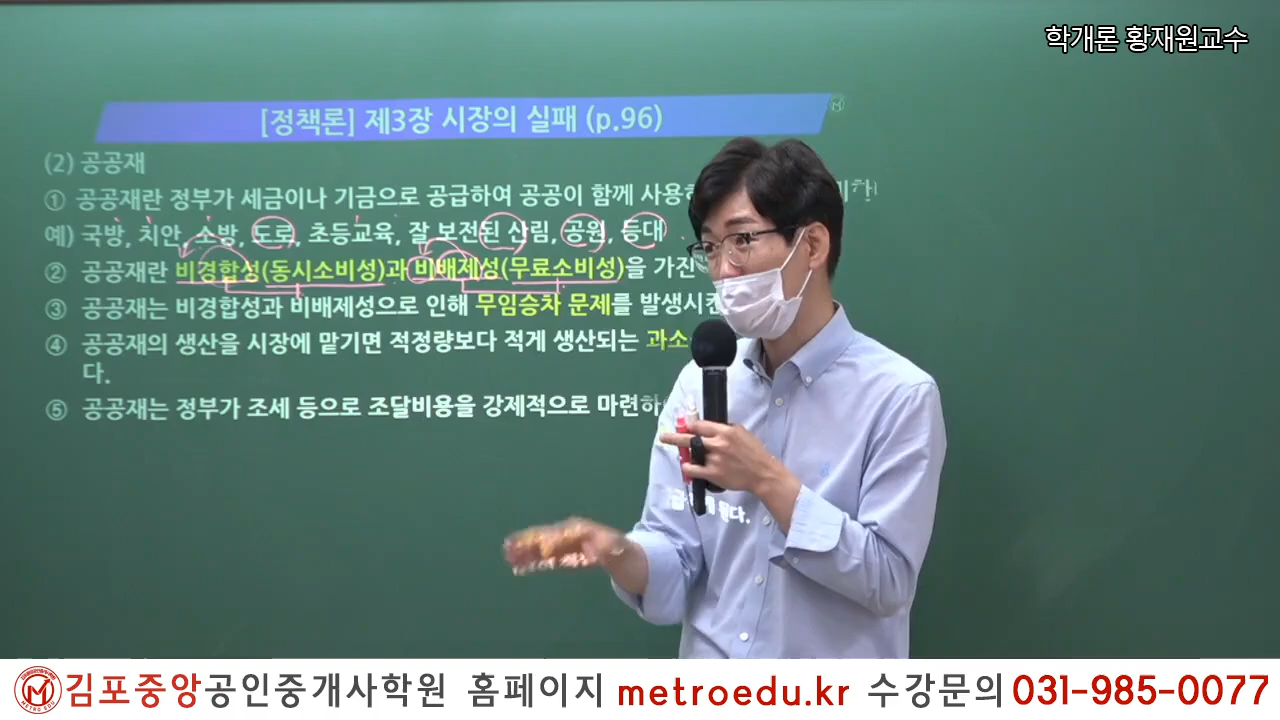 학개론 황재원교수
[정책론] 제3장 시장의 실패 (p.96)
(2) 공공재
① 공공재란 정부가 세금이나 기금으로 공급하여 공공이 함께
예) 국방, 치안, 소방, 도로, 초등교육, 잘 보전된 산림, 공원, 등대
② 공공재란 비경합성(동시소비성)과 비배제성(무료소비성)을 가진
③ 공공재는 비경합성과 비배제성으로 인해 무임승차 문제를
④ 공공재의 생산을 시장에 맡기면 적정량보다 적게 생산되는 과소
다.
⑤ 공공재는 정부가 조세 등으로 조달비용을 강제적으로
된다.
METRO EDU 김포중앙공인중개사학원 홈페이지 metroedu.kr 수강문의 031-985-0077